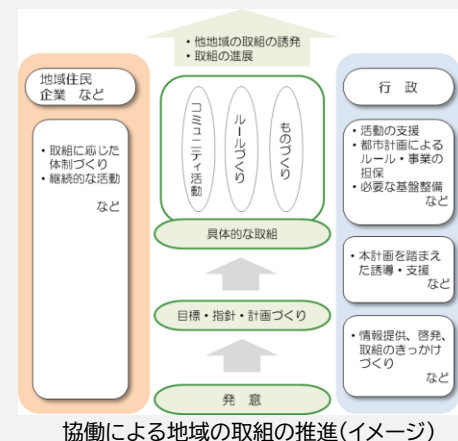 ・他地域の取組の誘発
・取組の進展
地域住民
企業 など
・取組に応じた
体制づくり
・継続的な活動
など
コミュニティ活動
ルールづくり
ものづくり
具体的な取組
目標・指針・計画づくり
発 意
行 政
・活動の支援
・都市計画による
ルール・事業の
担保
・必要な基盤整備
など
・本計画を踏まえ
た誘導・支援
など
・情報提供、啓発、
取組のきっかけ
づくり
など
協働による地域の取組の推進(イメージ)